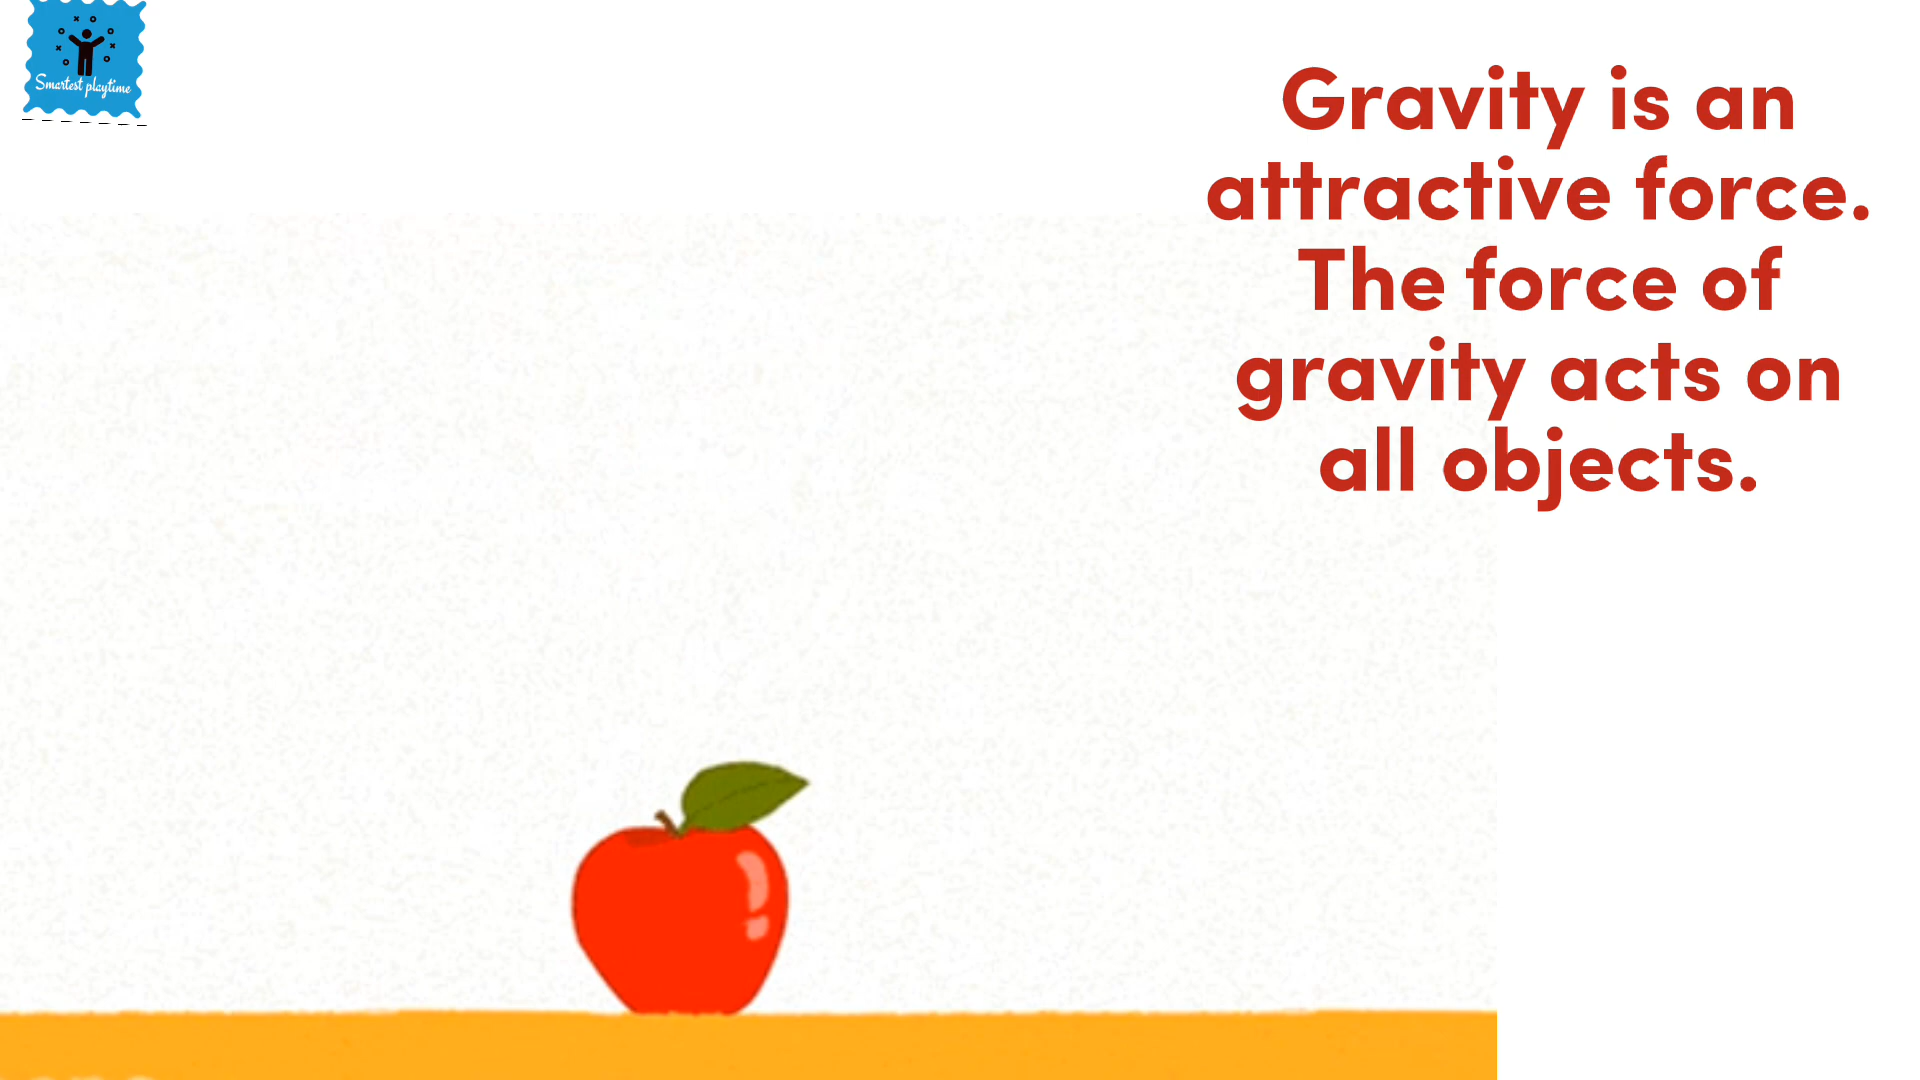 Smartest playtime
Gravity is an
attractive force.
The force of
gravity acts on
all objects.